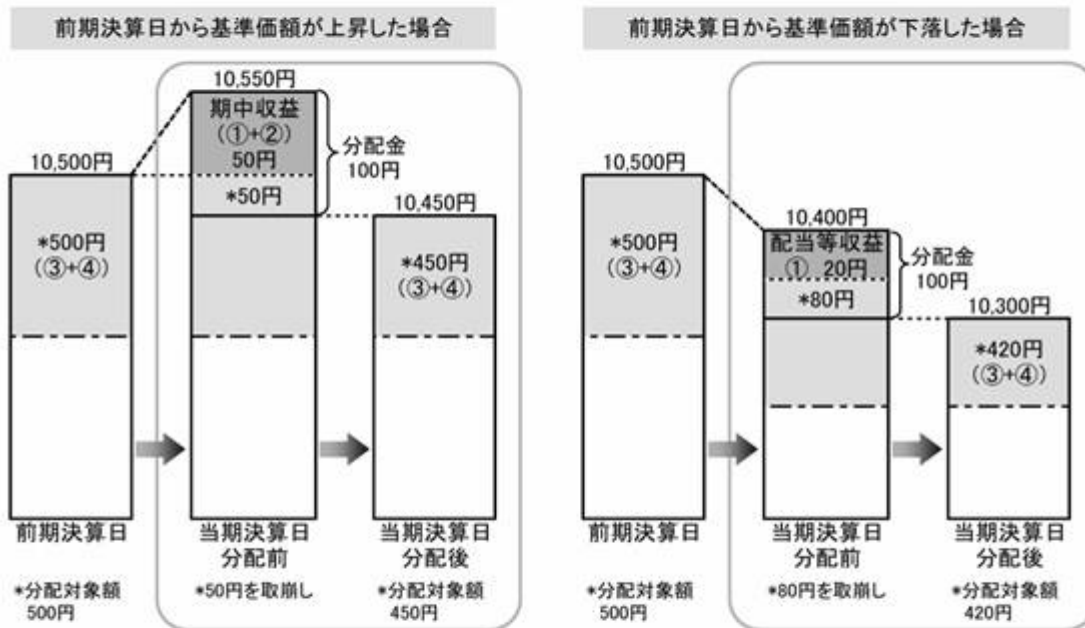 前期決算日から基準価額が上昇した場合
10,550円
期中収益
(①+②)
50円
*50円
分配金
100円
10,500円
*500円
(③+④)
10,450円
*450円
(③+④)
前期決算日
当期決算日
分配前
当期決算日
分配後
*分配対象額
500円
*50円を取崩し
*分配対象額
450円
前期決算日から基準価額が下落した場合
10,500円
*500円
(③+④)
10,400円
配当等収益
① 20円
*80円
分配金
100円
10,300円
*420円
(③+④)
前期決算日
当期決算日
分配前
当期決算日
分配後
*分配対象額
500円
*80円を取崩し
*分配対象額
420円